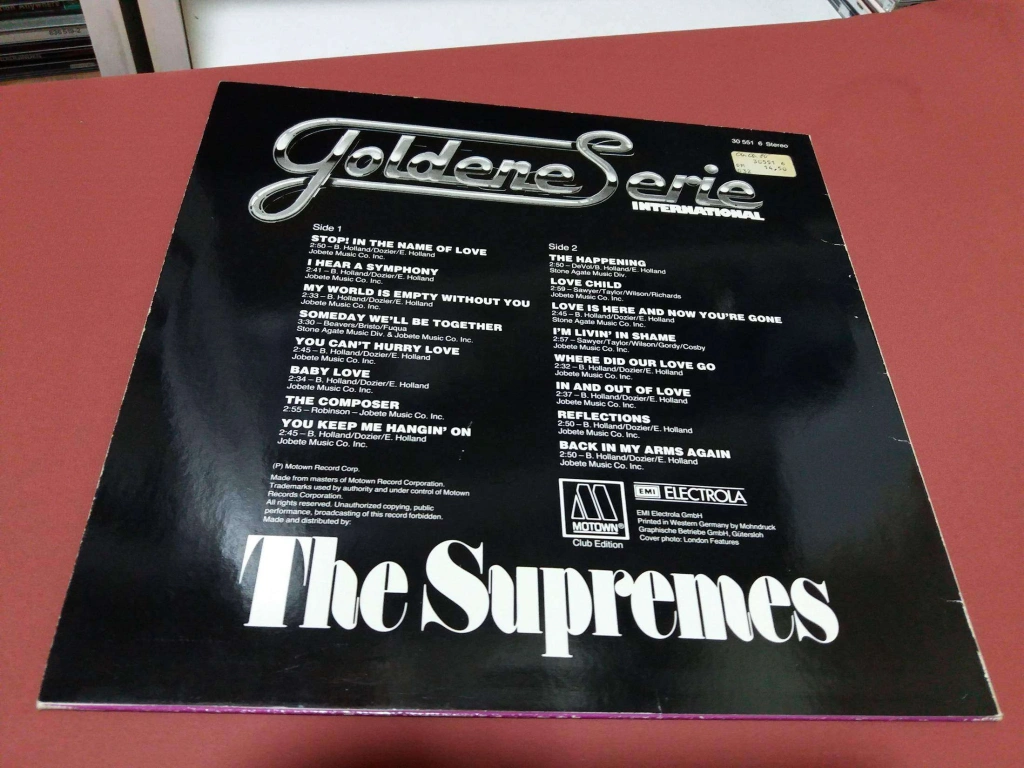 Goldene Serie
INTERNATIONAL
30 551 6 Stereo
30551 6
14,50
Side 1
STOP! IN THE NAME OF LOVE
2:50 – B. Holland/Dozier/E. Holland
Jobete Music Co. Inc.
I HEAR A SYMPHONY
2:41 – B. Holland/Dozier/E. Holland
Jobete Music Co. Inc.
MY WORLD IS EMPTY WITHOUT YOU
2:33 – B. Holland/Dozier/E. Holland
Jobete Music Co. Inc.
SOMEDAY WE'LL BE TOGETHER
3:30 – Beavers/Bristo/Fuqua
Stone Agate Music Div. & Jobete Music Co. Inc.
YOU CAN'T HURRY LOVE
2:45 – B. Holland/Dozier/E. Holland
Jobete Music Co. Inc.
BABY LOVE
2:34 – B. Holland/Dozier/E. Holland
Jobete Music Co. Inc.
THE COMPOSER
2:55 – Robinson – Jobete Music Co. Inc.
YOU KEEP ME HANGIN' ON
2:45 – B. Holland/Dozier/E. Holland
Jobete Music Co. Inc.
Side 2
THE HAPPENING
2:50 – DeVol/B. Holland/E. Holland
Stone Agate Music Div.
LOVE CHILD
2:59 – Sawyer/Taylor/Wilson/Richards
Jobete Music Co. Inc.
LOVE IS HERE AND NOW YOU'RE GONE
2:45 – B. Holland/Dozier/E. Holland
Stone Agate Music Co. Inc.
I'M LIVIN' IN SHAME
2:57 – Sawyer/Taylor/Wilson/Gordy/Cosby
Jobete Music Co. Inc.
WHERE DID OUR LOVE GO
2:32 – B. Holland/Dozier/E. Holland
Jobete Music Co. Inc.
IN AND OUT OF LOVE
2:37 – B. Holland/Dozier/E. Holland
Jobete Music Co. Inc.
REFLECTIONS
2:50 – B. Holland/Dozier/E. Holland
Jobete Music Co. Inc.
BACK IN MY ARMS AGAIN
2:50 – B. Holland/Dozier/E. Holland
Jobete Music Co. Inc.
(P) Motown Record Corp.
Made from masters of Motown Record Corporation.
Trademarks used by authority and under control of Motown
Records Corporation.
All rights reserved. Unauthorized copying, public
performance, broadcasting of this record forbidden.
Made and distributed by:
M
MOTOWN®
Club Edition
EMI ELECTROLA
EMI Electrola GmbH
Printed in Western Germany by Mohndruck
Graphische Betriebe GmbH, Gütersloh
Cover photo: London Features
The Supremes